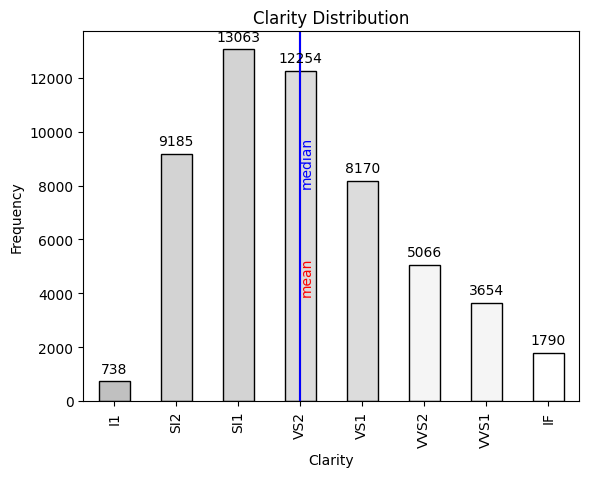 Clarity Distribution
13063
12254
9185
8170
5066
3654
1790
738
median
mean
Frequency
12000
10000
8000
6000
4000
2000
0
I1
SI2
SI1
VS2
VS1
VVS2
VVS1
IF
Clarity